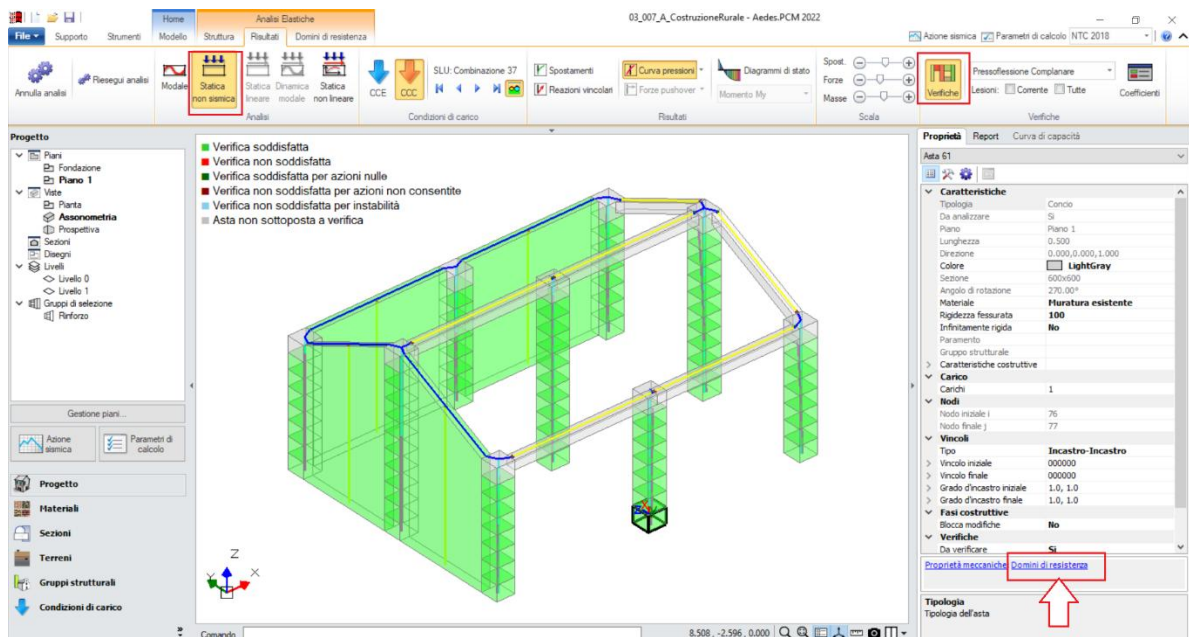 Home
Analisi Elastiche
03_007_A_CostruzioneRurale - Aedes.PCM 2022
File
Supporto
Strumenti
Modello
Struttura
Risultati
Domini di resistenza
Azione sismica
Parametri di calcolo
NTC 2018
Annulla analisi
Riesegui analisi
Modale
Statica non sismica
Statica lineare
Dinamica modale
Statica non lineare
Analisi
CCE
CCC
SLU: Combinazione 37
Condizioni di carico
Spostamenti
Reazioni vincolari
Curva pressioni
Forze pushover
Diagrammi di stato
Momento My
Risultati
Spost.
Forze
Masse
Scala
Verifiche
Pressoflessione Complanare
Lesioni:
Corrente
Tutte
Coefficienti
Verifiche
Progetto
Piani
Fondazione
Piano 1
Viste
Pianta
Assonometria
Prospettiva
Sezioni
Disegni
Livelli
Livello 0
Livello 1
Gruppi di selezione
Rinforzo
Gestione piani...
Azione sismica
Parametri di calcolo
Progetto
Materiali
Sezioni
Terreni
Gruppi strutturali
Condizioni di carico
Verifica soddisfatta
Verifica non soddisfatta
Verifica soddisfatta per azioni nulle
Verifica non soddisfatta per azioni non consentite
Verifica non soddisfatta per instabilità
Asta non sottoposta a verifica
Z
Y
X
Comando
8.508 , -2.596, 0.000
Proprietà
Report
Curva di capacità
Asta 61
Caratteristiche
Tipologia Concio
Da analizzare Sì
Piano Piano 1
Lunghezza 0.500
Direzione 0.000,0.000,1.000
Colore LightGray
Sezione 600x600
Angolo di rotazione 270.00°
Materiale Muratura esistente
Rigidezza fessurata 100
Infinitamente rigida No
Paramento
Gruppo strutturale
Caratteristiche costruttive
Carico
Carichi 1
Nodi
Nodo iniziale i 76
Nodo finale j 77
Vincoli
Tipo Incastro-Incastro
Vincolo iniziale 000000
Vincolo finale 000000
Grado d'incastro iniziale 1.0, 1.0
Grado d'incastro finale 1.0, 1.0
Fasi costruttive
Blocca modifiche No
Verifiche
Da verificare Sì
Proprietà meccaniche Domini di resistenza
Tipologia
Tipologia dell'asta